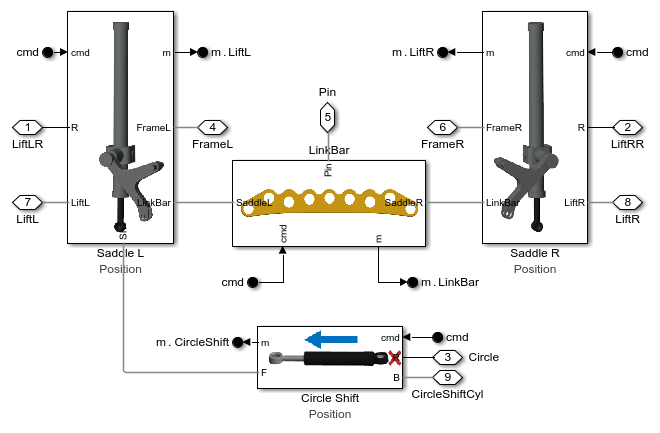 cmd
cmd
m
m . LiftL
m . LiftR
m
cmd
cmd
Pin
5
1
LiftLR
R
FrameL
4
FrameL
6
FrameR
FrameR
R
2
LiftRR
LinkBar
Pin
7
LiftL
LiftL
LinkBar
SaddleL
SaddleR
LinkBar
LiftR
8
LiftR
cmd
m
Saddle L
Position
Saddle R
Position
cmd
m . LinkBar
m . CircleShift
m
cmd
cmd
3
Circle
F
B
9
CircleShiftCyl
Circle Shift
Position